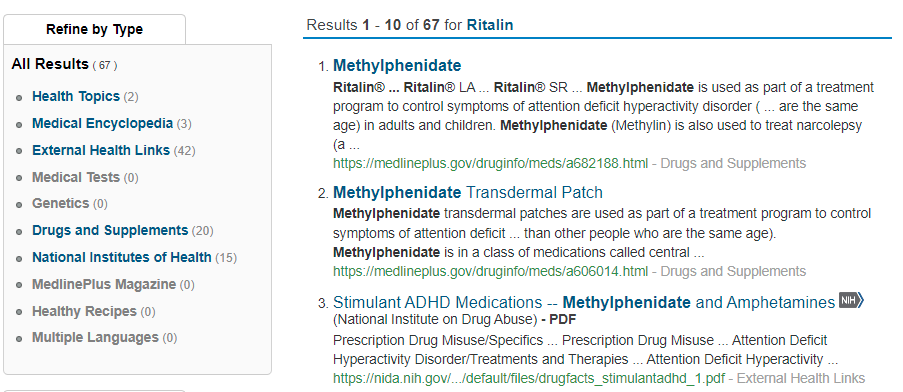 Refine by Type
All Results ( 67 )
Health Topics (2)
Medical Encyclopedia (3)
External Health Links (42)
Medical Tests (0)
Genetics (0)
Drugs and Supplements (20)
National Institutes of Health (15)
MedlinePlus Magazine (0)
Healthy Recipes (0)
Multiple Languages (0)
Results 1 - 10 of 67 for Ritalin
1. Methylphenidate
Ritalin® ... Ritalin® LA ... Ritalin® SR ... Methylphenidate is used as part of a treatment
program to control symptoms of attention deficit hyperactivity disorder ( ... are the same
age) in adults and children. Methylphenidate (Methylin) is also used to treat narcolepsy
(a ...
https://medlineplus.gov/druginfo/meds/a682188.html - Drugs and Supplements
2. Methylphenidate Transdermal Patch
Methylphenidate transdermal patches are used as part of a treatment program to control
symptoms of attention deficit ... than other people who are the same age).
Methylphenidate is in a class of medications called central ...
https://medlineplus.gov/druginfo/meds/a606014.html - Drugs and Supplements
3. Stimulant ADHD Medications -- Methylphenidate and Amphetamines NIH
(National Institute on Drug Abuse) - PDF
Prescription Drug Misuse/Specifics ... Prescription Drug Misuse ... Attention Deficit
Hyperactivity Disorder/Treatments and Therapies ... Attention Deficit Hyperactivity ...
https://nida.nih.gov/.../default/files/drugfacts_stimulantadhd_1.pdf - External Health Links